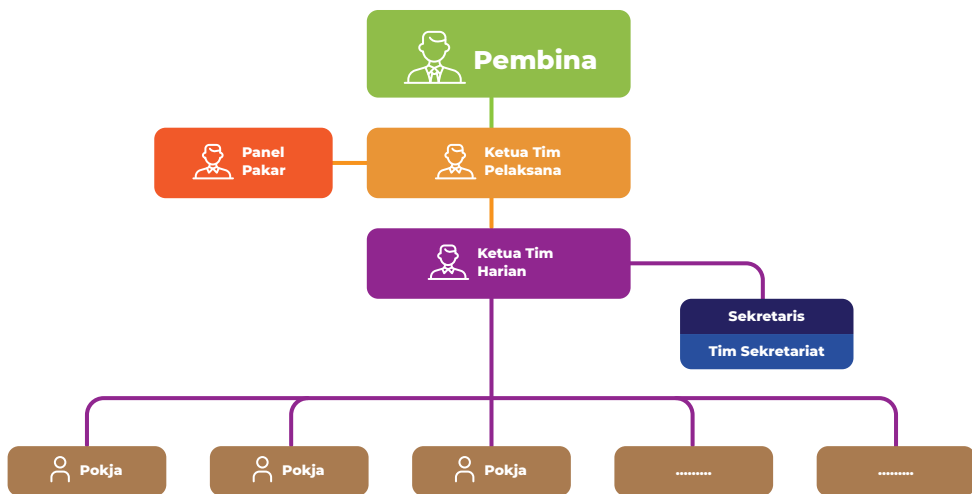 Pembina
Panel
Pakar
Ketua Tim
Pelaksana
Ketua Tim
Harian
Sekretaris
Tim Sekretariat
Pokja
Pokja
Pokja
.........
.........